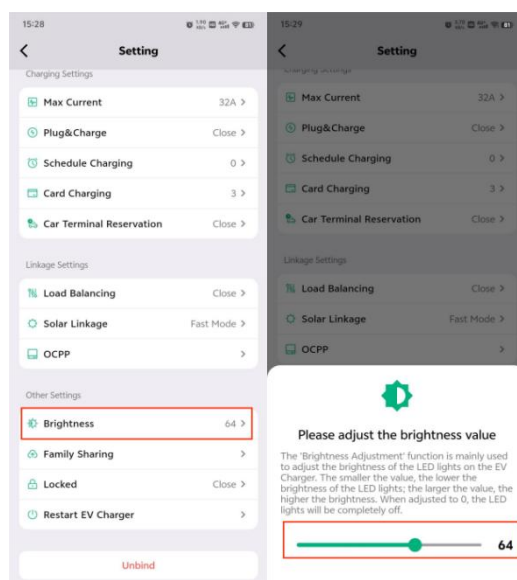 15:28
Setting
Charging Settings
Max Current 32A >
Plug&Charge Close >
Schedule Charging 0 >
Card Charging 3 >
Car Terminal Reservation Close >
Linkage Settings
Load Balancing Close >
Solar Linkage Fast Mode >
OCPP >
Other Settings
Brightness 64 >
Family Sharing >
Locked Close >
Restart EV Charger >
Unbind
15:29
Setting
Charging Settings
Max Current 32A >
Plug&Charge Close >
Schedule Charging 0 >
Card Charging 3 >
Car Terminal Reservation Close >
Linkage Settings
Load Balancing Close >
Solar Linkage Fast Mode >
OCPP >
Please adjust the brightness value
The 'Brightness Adjustment' function is mainly used
to adjust the brightness of the LED lights on the EV
Charger. The smaller the value, the lower the
brightness of the LED lights; the larger the value, the
higher the brightness. When adjusted to 0, the LED
lights will be completely off.
64